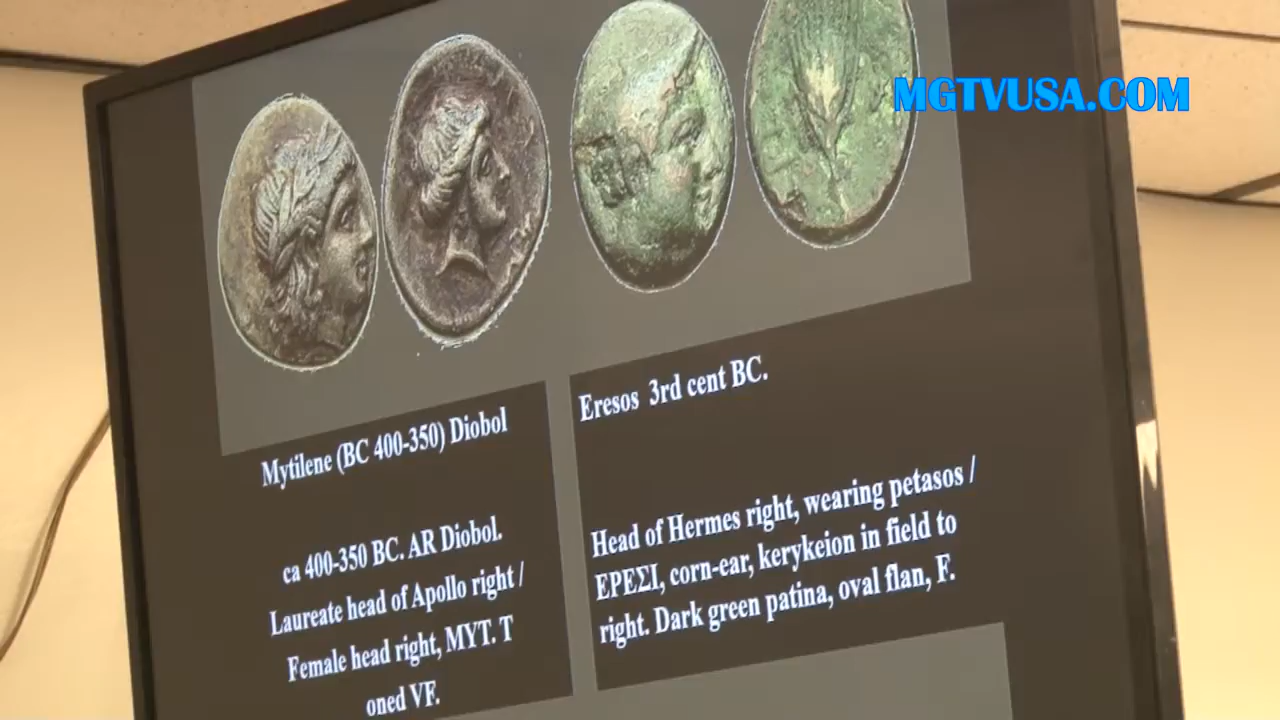 MGTVUSA.COM
Mytilene (BC 400-350) Diobol
ca 400-350 BC. AR Diobol.
Laureate head of Apollo right /
Female head right, MYT. T
oned VF.
Eresos 3rd cent BC.
Head of Hermes right, wearing petasos /
ΕΡΕΣΙ, corn-ear, kerykeion in field to
right. Dark green patina, oval flan, F.